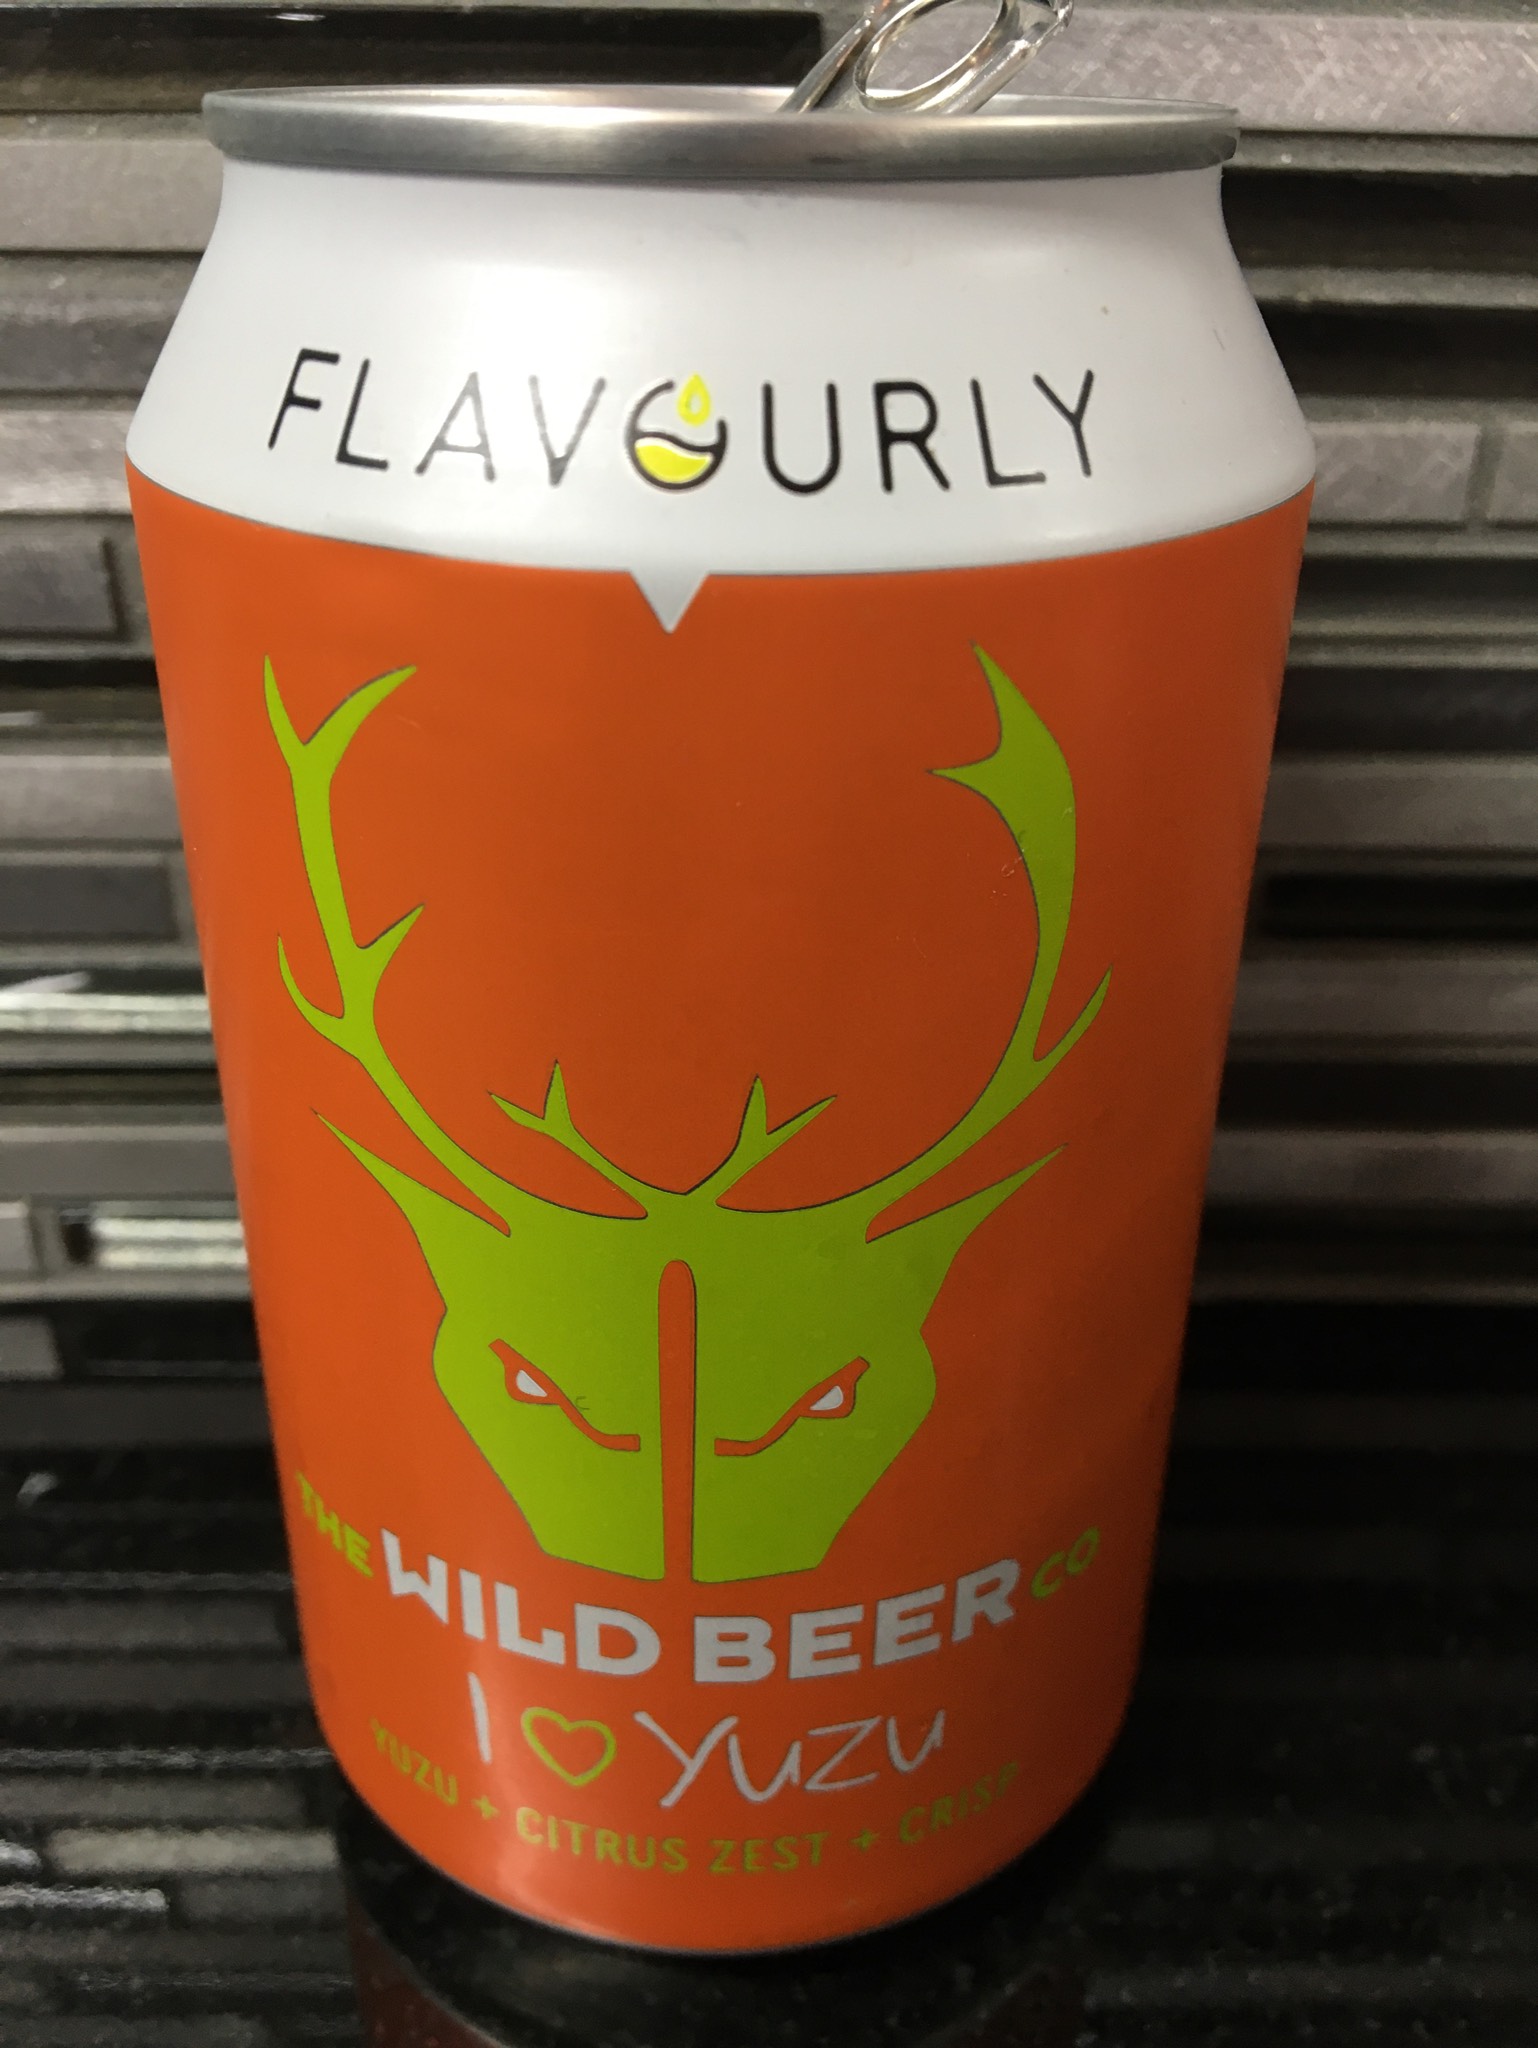 FLAVOURLY
THE WILD BEER CO
I ♡ YUZU
YUZU + CITRUS ZEST + CRISP